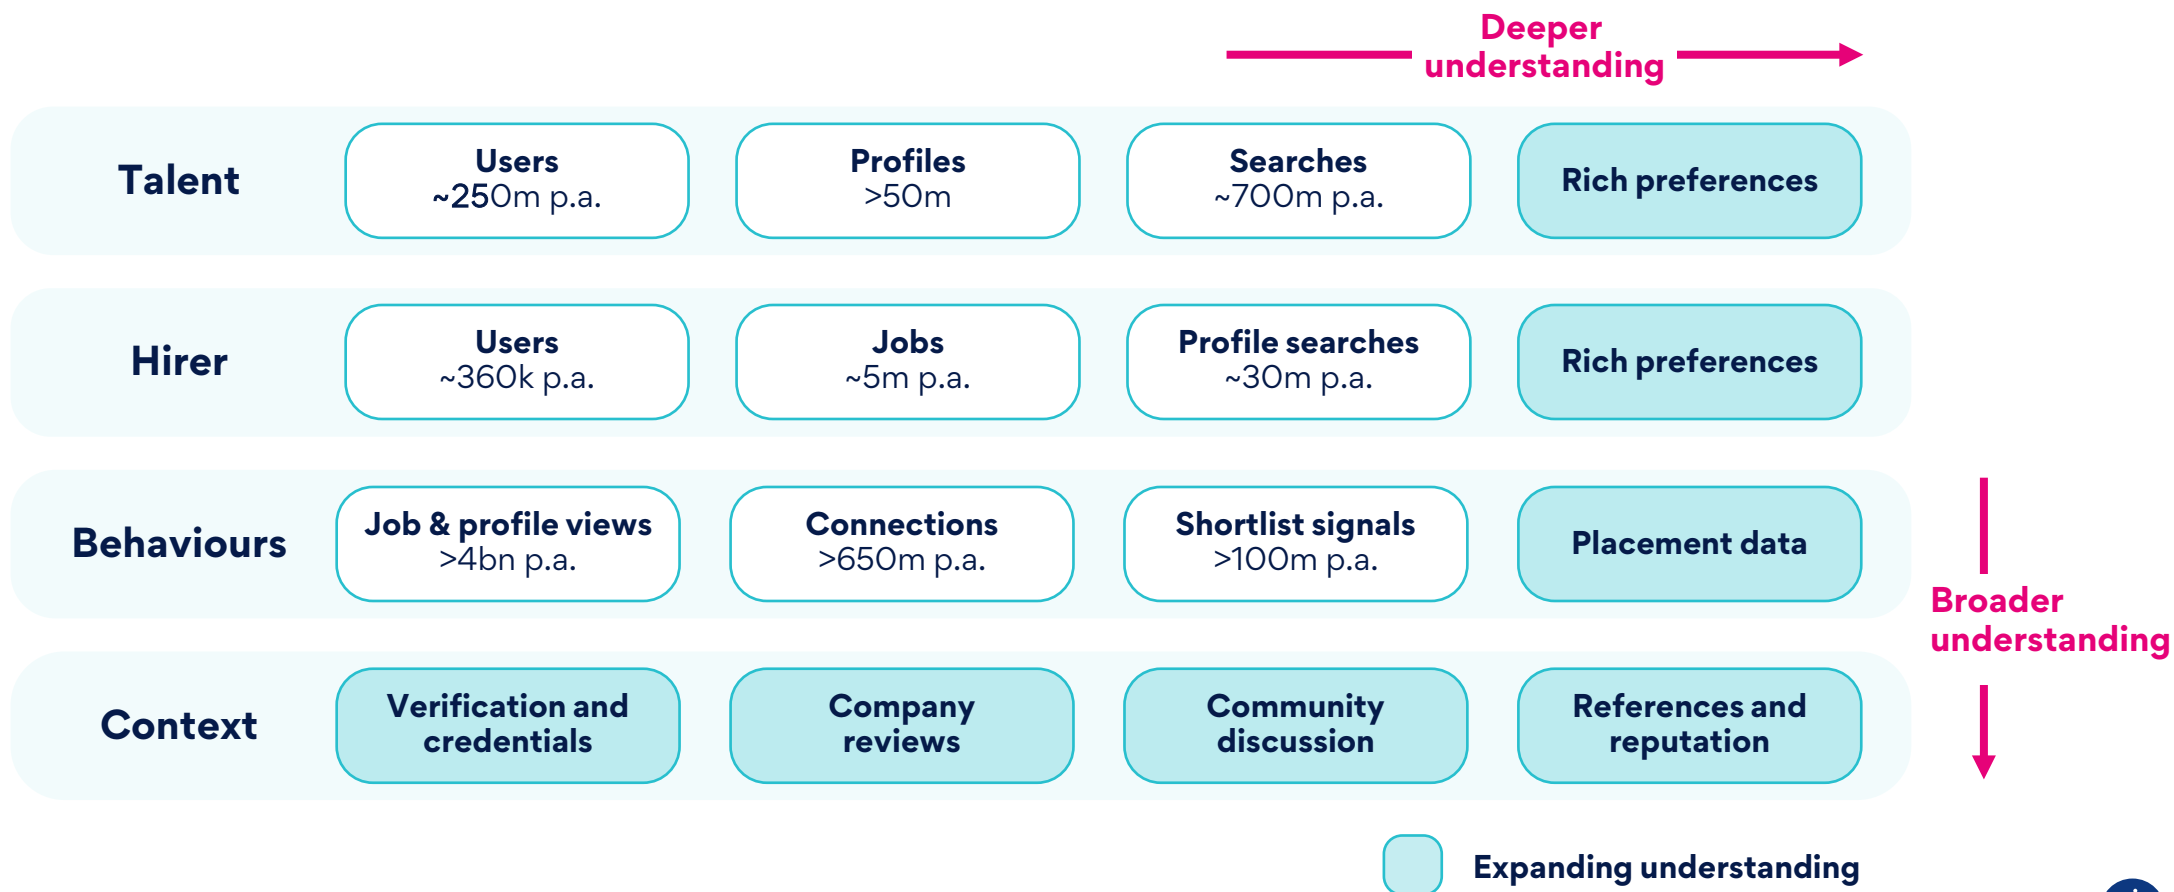 Deeper
understanding
Talent
Users
~250m p.a.
Profiles
>50m
Searches
~700m p.a.
Rich preferences
Hirer
Users
~360k p.a.
Jobs
~5m p.a.
Profile searches
~30m p.a.
Rich preferences
Behaviours
Job & profile views
>4bn p.a.
Connections
>650m p.a.
Shortlist signals
>100m p.a.
Placement data
Broader
understanding
Context
Verification and
credentials
Company
reviews
Community
discussion
References and
reputation
Expanding understanding